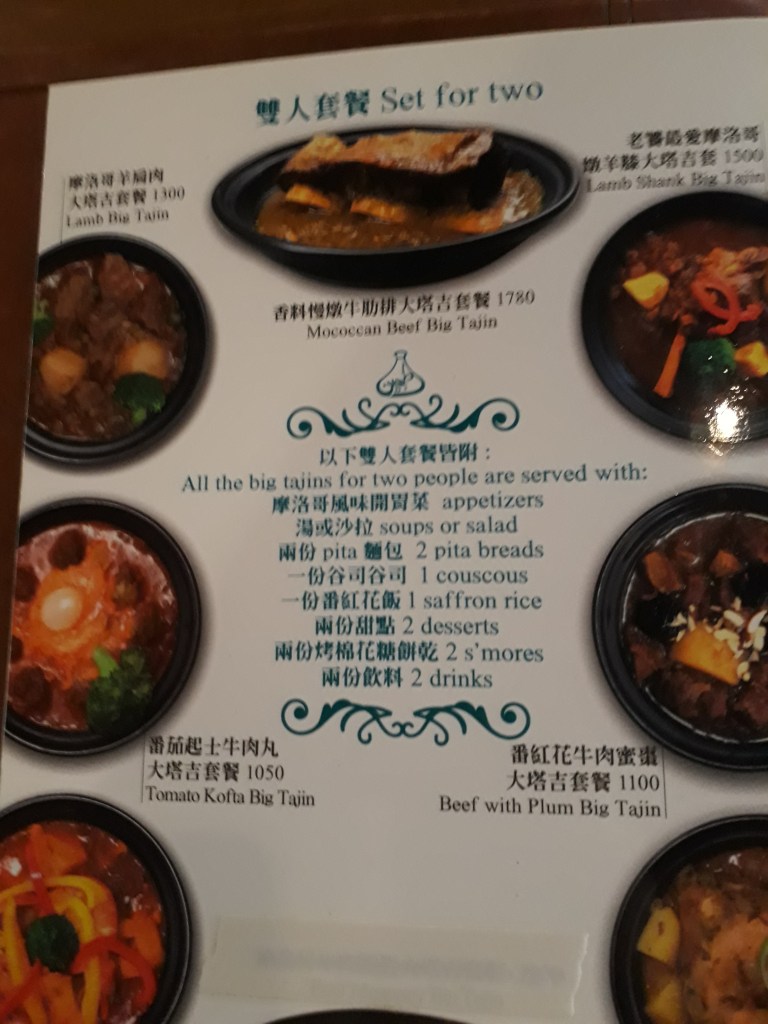 雙人套餐 Set for two
摩洛哥羊肩肉
大塔吉套餐 1300
Lamb Big Tajin
老饕最愛摩洛哥
燉羊膝大塔吉套 1500
Lamb Shank Big Tajin
香料慢燉牛肋排大塔吉套餐 1780
Mococcan Beef Big Tajin
以下雙人套餐皆附：
All the big tajins for two people are served with:
摩洛哥風味開胃菜 appetizers
湯或沙拉 soups or salad
兩份 pita 麵包 2 pita breads
一份谷司谷司 1 couscous
一份番紅花飯 1 saffron rice
兩份甜點 2 desserts
兩份烤棉花糖餅乾 2 s'mores
兩份飲料 2 drinks
番茄起士牛肉丸
大塔吉套餐 1050
Tomato Kofta Big Tajin
番紅花牛肉蜜棗
大塔吉套餐 1100
Beef with Plum Big Tajin